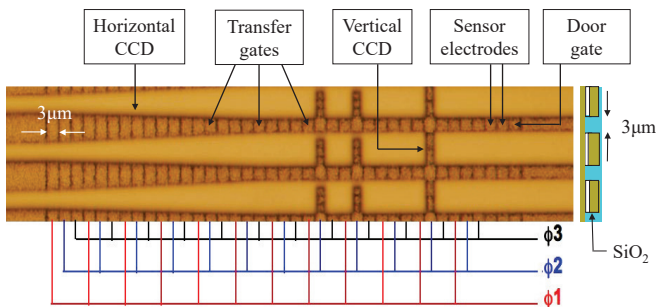 Horizontal
CCD
Transfer
gates
Vertical
CCD
Sensor
electrodes
Door
gate
3μm
3μm
ϕ3
ϕ2
SiO2
ϕ1